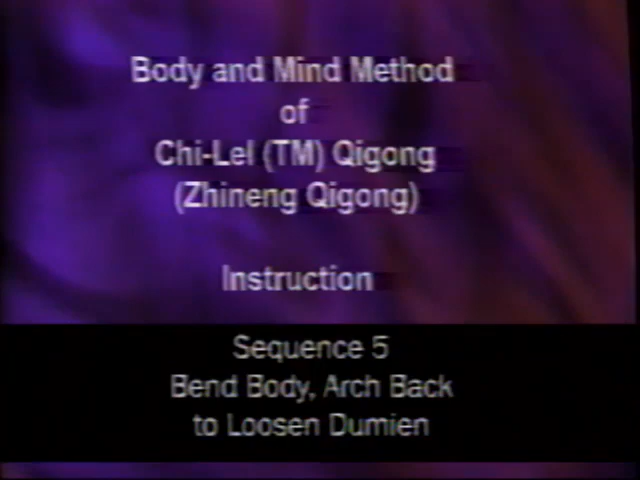 Body and Mind Method
of
Chi-Lel (TM) Qigong
(Zhineng Qigong)
Instruction
Sequence 5
Bend Body, Arch Back
to Loosen Dumien